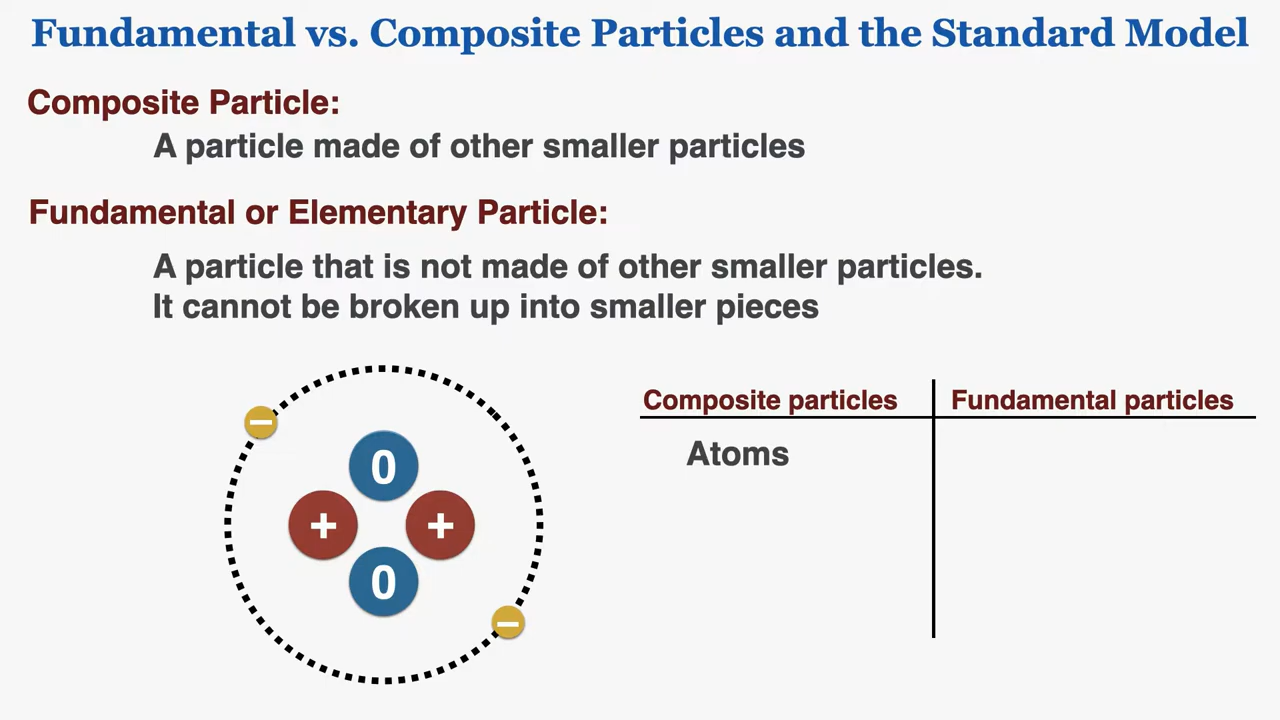 Fundamental vs. Composite Particles and the Standard Model
Composite Particle:
A particle made of other smaller particles
Fundamental or Elementary Particle:
A particle that is not made of other smaller particles.
It cannot be broken up into smaller pieces
Composite particles
Fundamental particles
Atoms
−
0
+
+
0
−